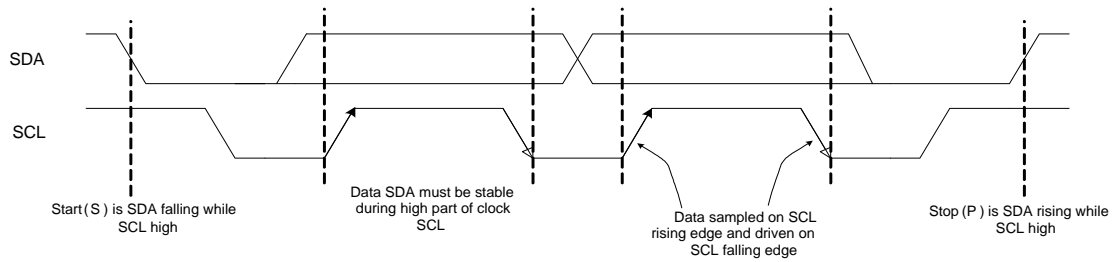 SDA
SCL
Start(S) is SDA falling while
SCL high
Data SDA must be stable
during high part of clock
SCL
Data sampled on SCL
rising edge and driven on
SCL falling edge
Stop(P) is SDA rising while
SCL high